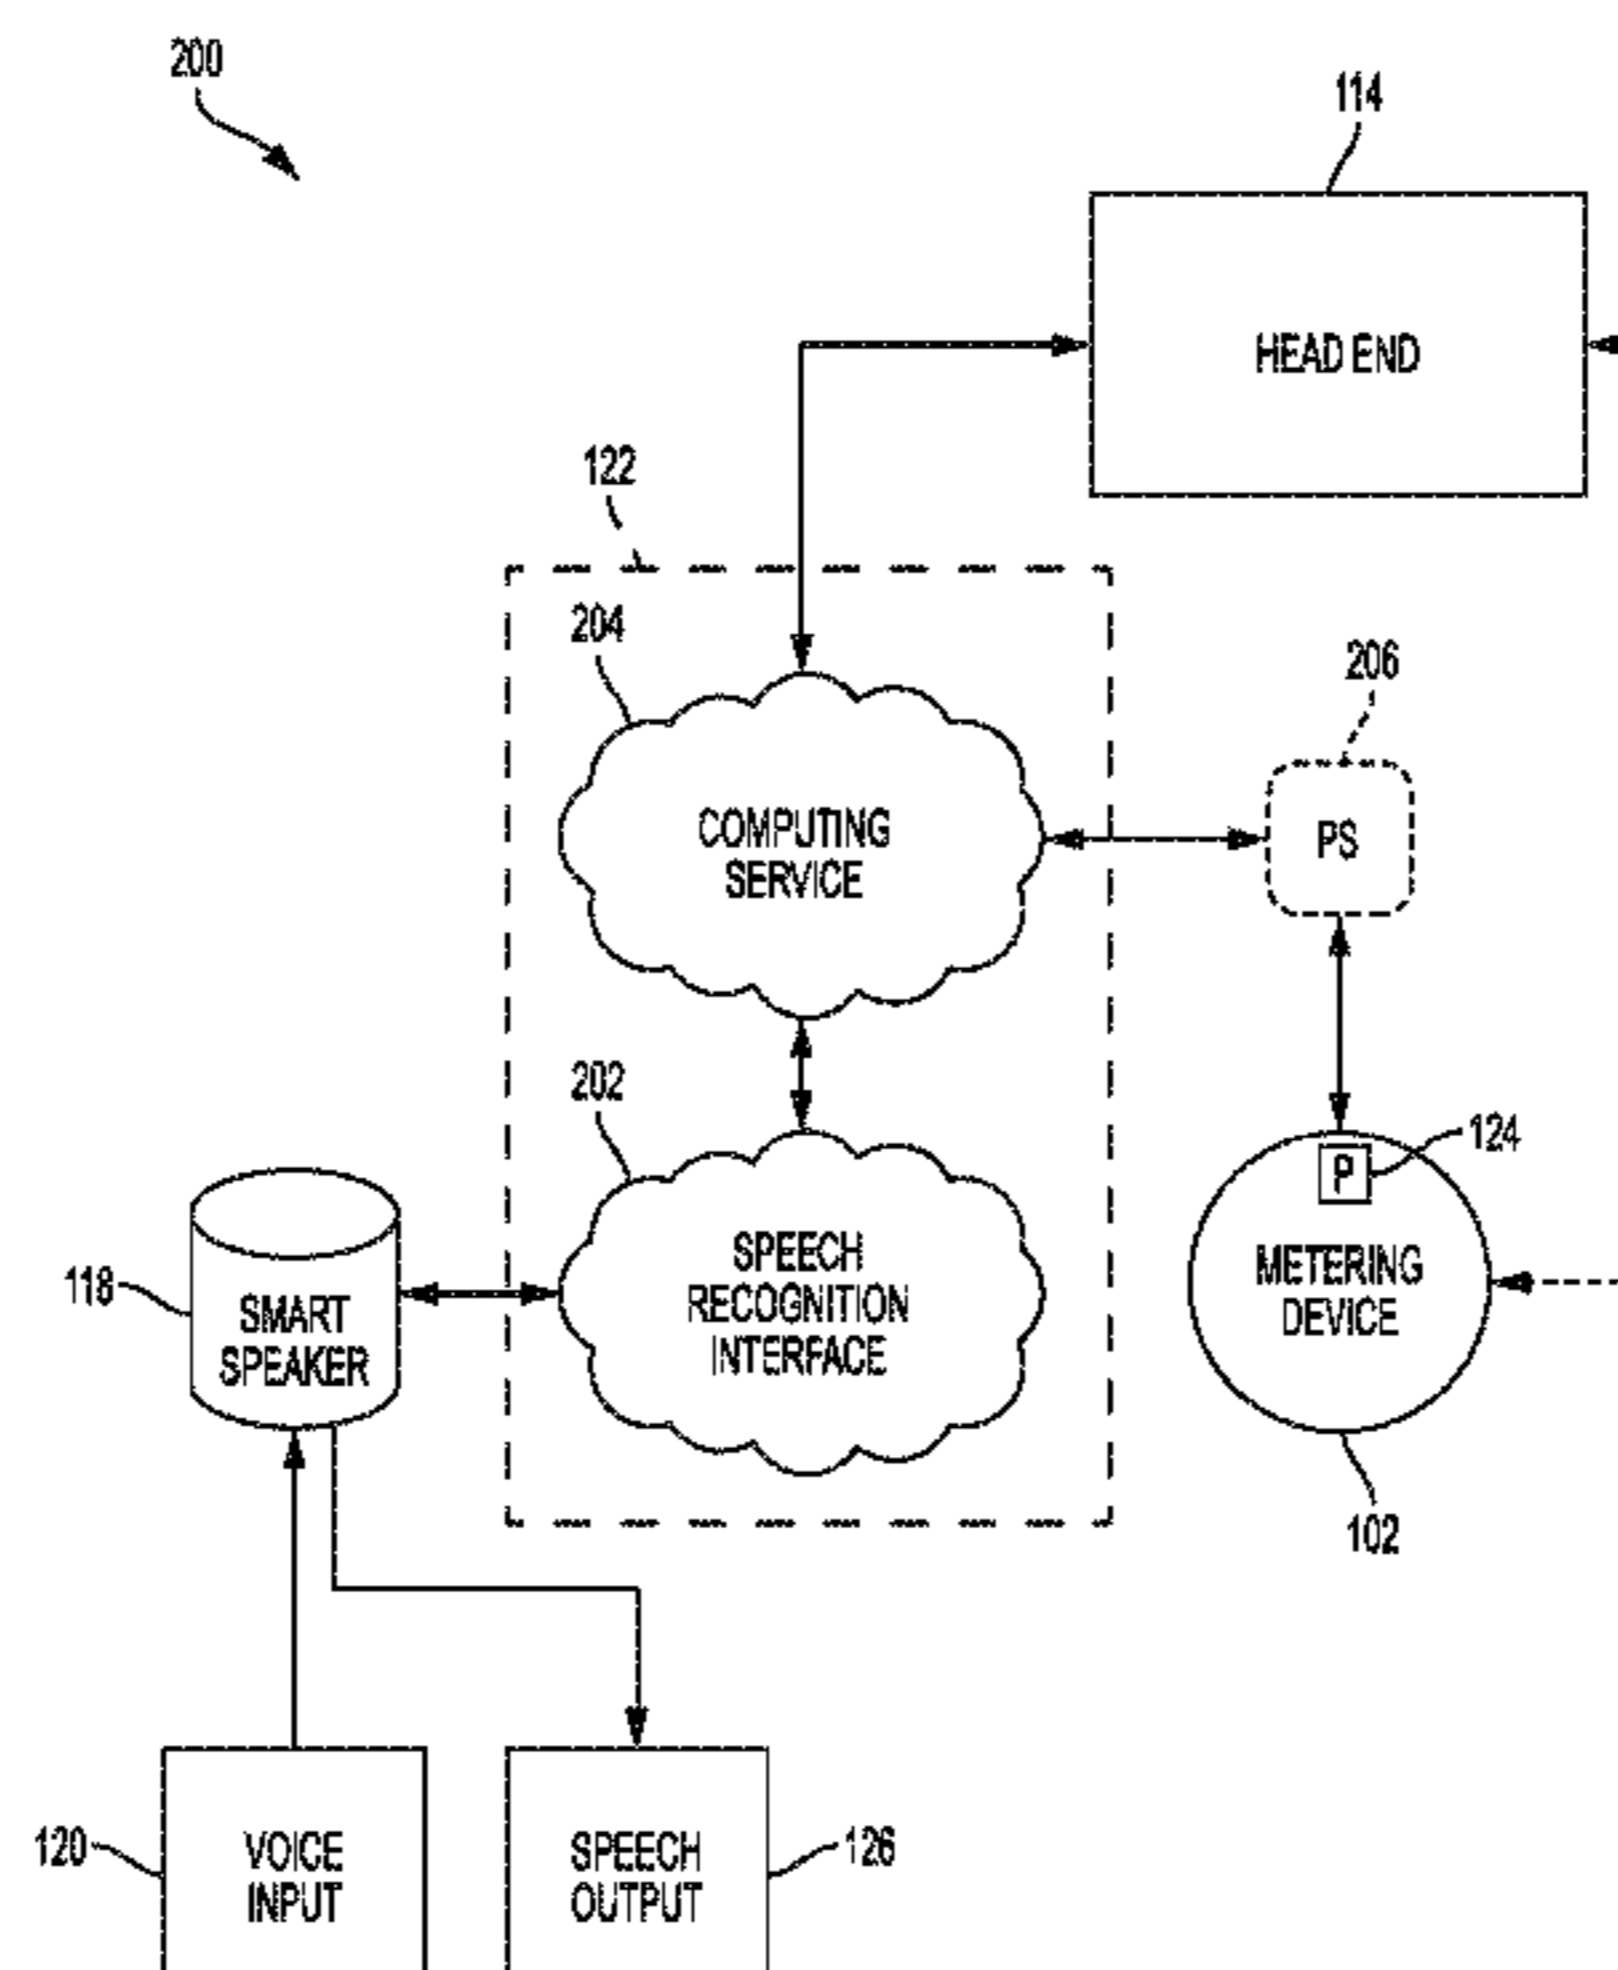 200
114
HEAD END
122
204
206
COMPUTING
SERVICE
PS
202
124
P
SPEECH
RECOGNITION
INTERFACE
METERING
DEVICE
118
SMART
SPEAKER
102
120
VOICE
INPUT
SPEECH
OUTPUT
126